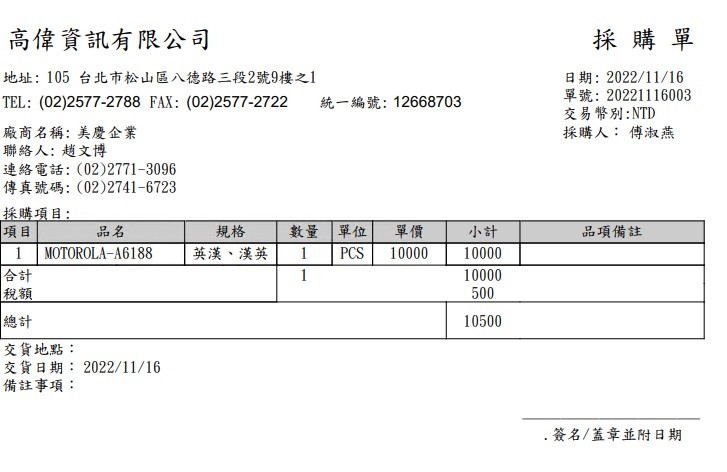 高偉資訊有限公司 採購單
地址: 105 台北市松山區八德路三段2號9樓之1 日期: 2022/11/16
TEL: (02)2577-2788 FAX: (02)2577-2722 統一編號: 12668703 單號: 20221116003
交易幣別:NTD
廠商名稱: 美慶企業 採購人: 傅淑燕
聯絡人: 趙文博
連絡電話: (02)2771-3096
傳真號碼: (02)2741-6723
採購項目:
項目 品名 規格 數量 單位 單價 小計 品項備註
1 MOTOROLA-A6188 英漢、漢英 1 PCS 10000 10000
合計 1 10000
稅額 500
總計 10500
交貨地點:
交貨日期: 2022/11/16
備註事項:
.簽名/蓋章並附日期